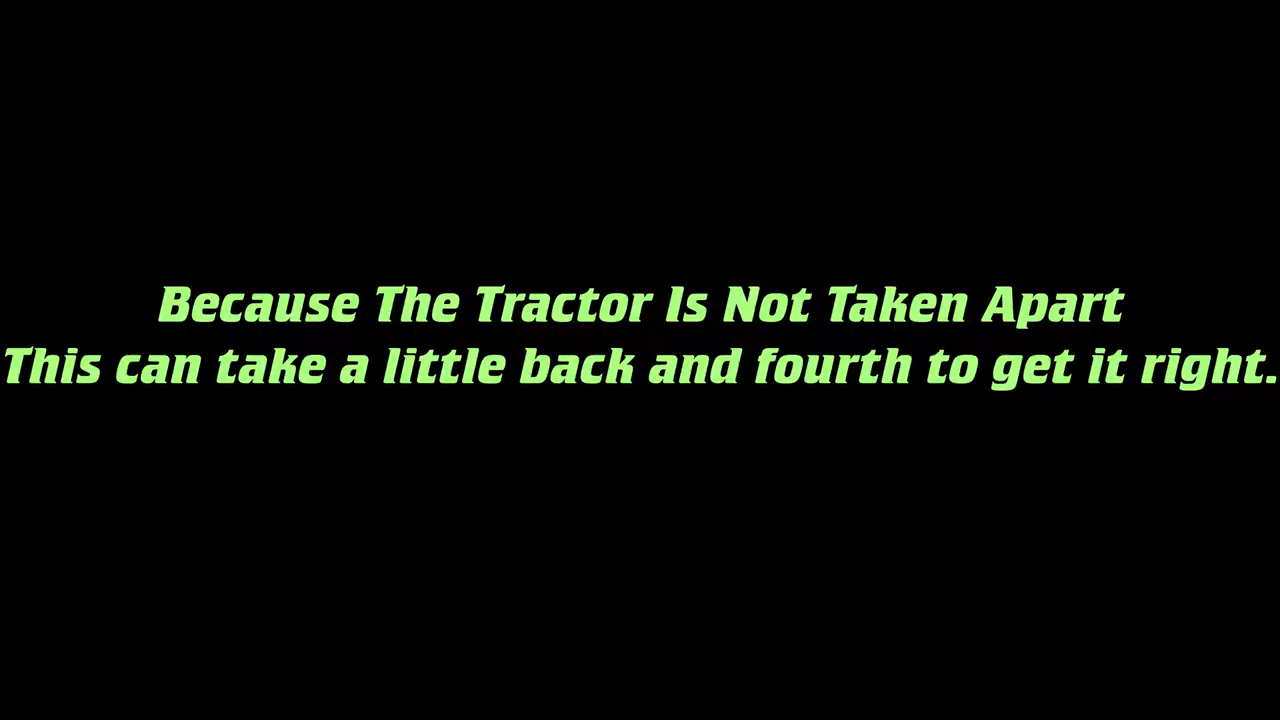 Because The Tractor Is Not Taken Apart
This can take a little back and fourth to get it right.